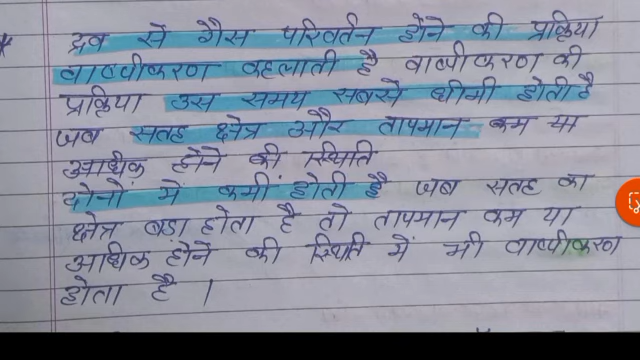 द्रव से गैस परिवर्तन होने की प्रक्रिया
वाष्पीकरण कहलाती है वाष्पीकरण की
प्रक्रिया उस समय सबसे धीमी होती है
जब सतह क्षेत्र और तापमान कम या
अधिक होने की स्थिति
दोनों में कमी होती है जब सतह का
क्षेत्र बडा होता है तो तापमान कम या
अधिक होने की स्थिति में भी वाष्पीकरण
होता है ।